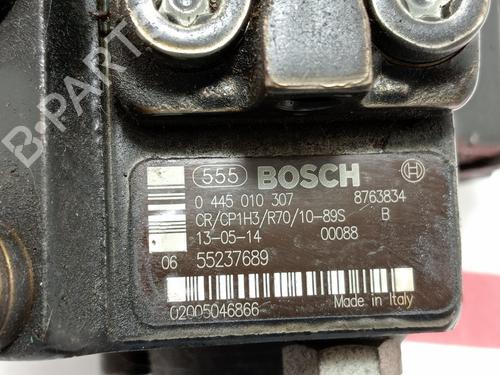 B-PARTS
555 BOSCH
0 445 010 307 8763834
CR/CP1H3/R70/10-89S B
13-05-14 00088
06 55237689
02005046866 Made in Italy